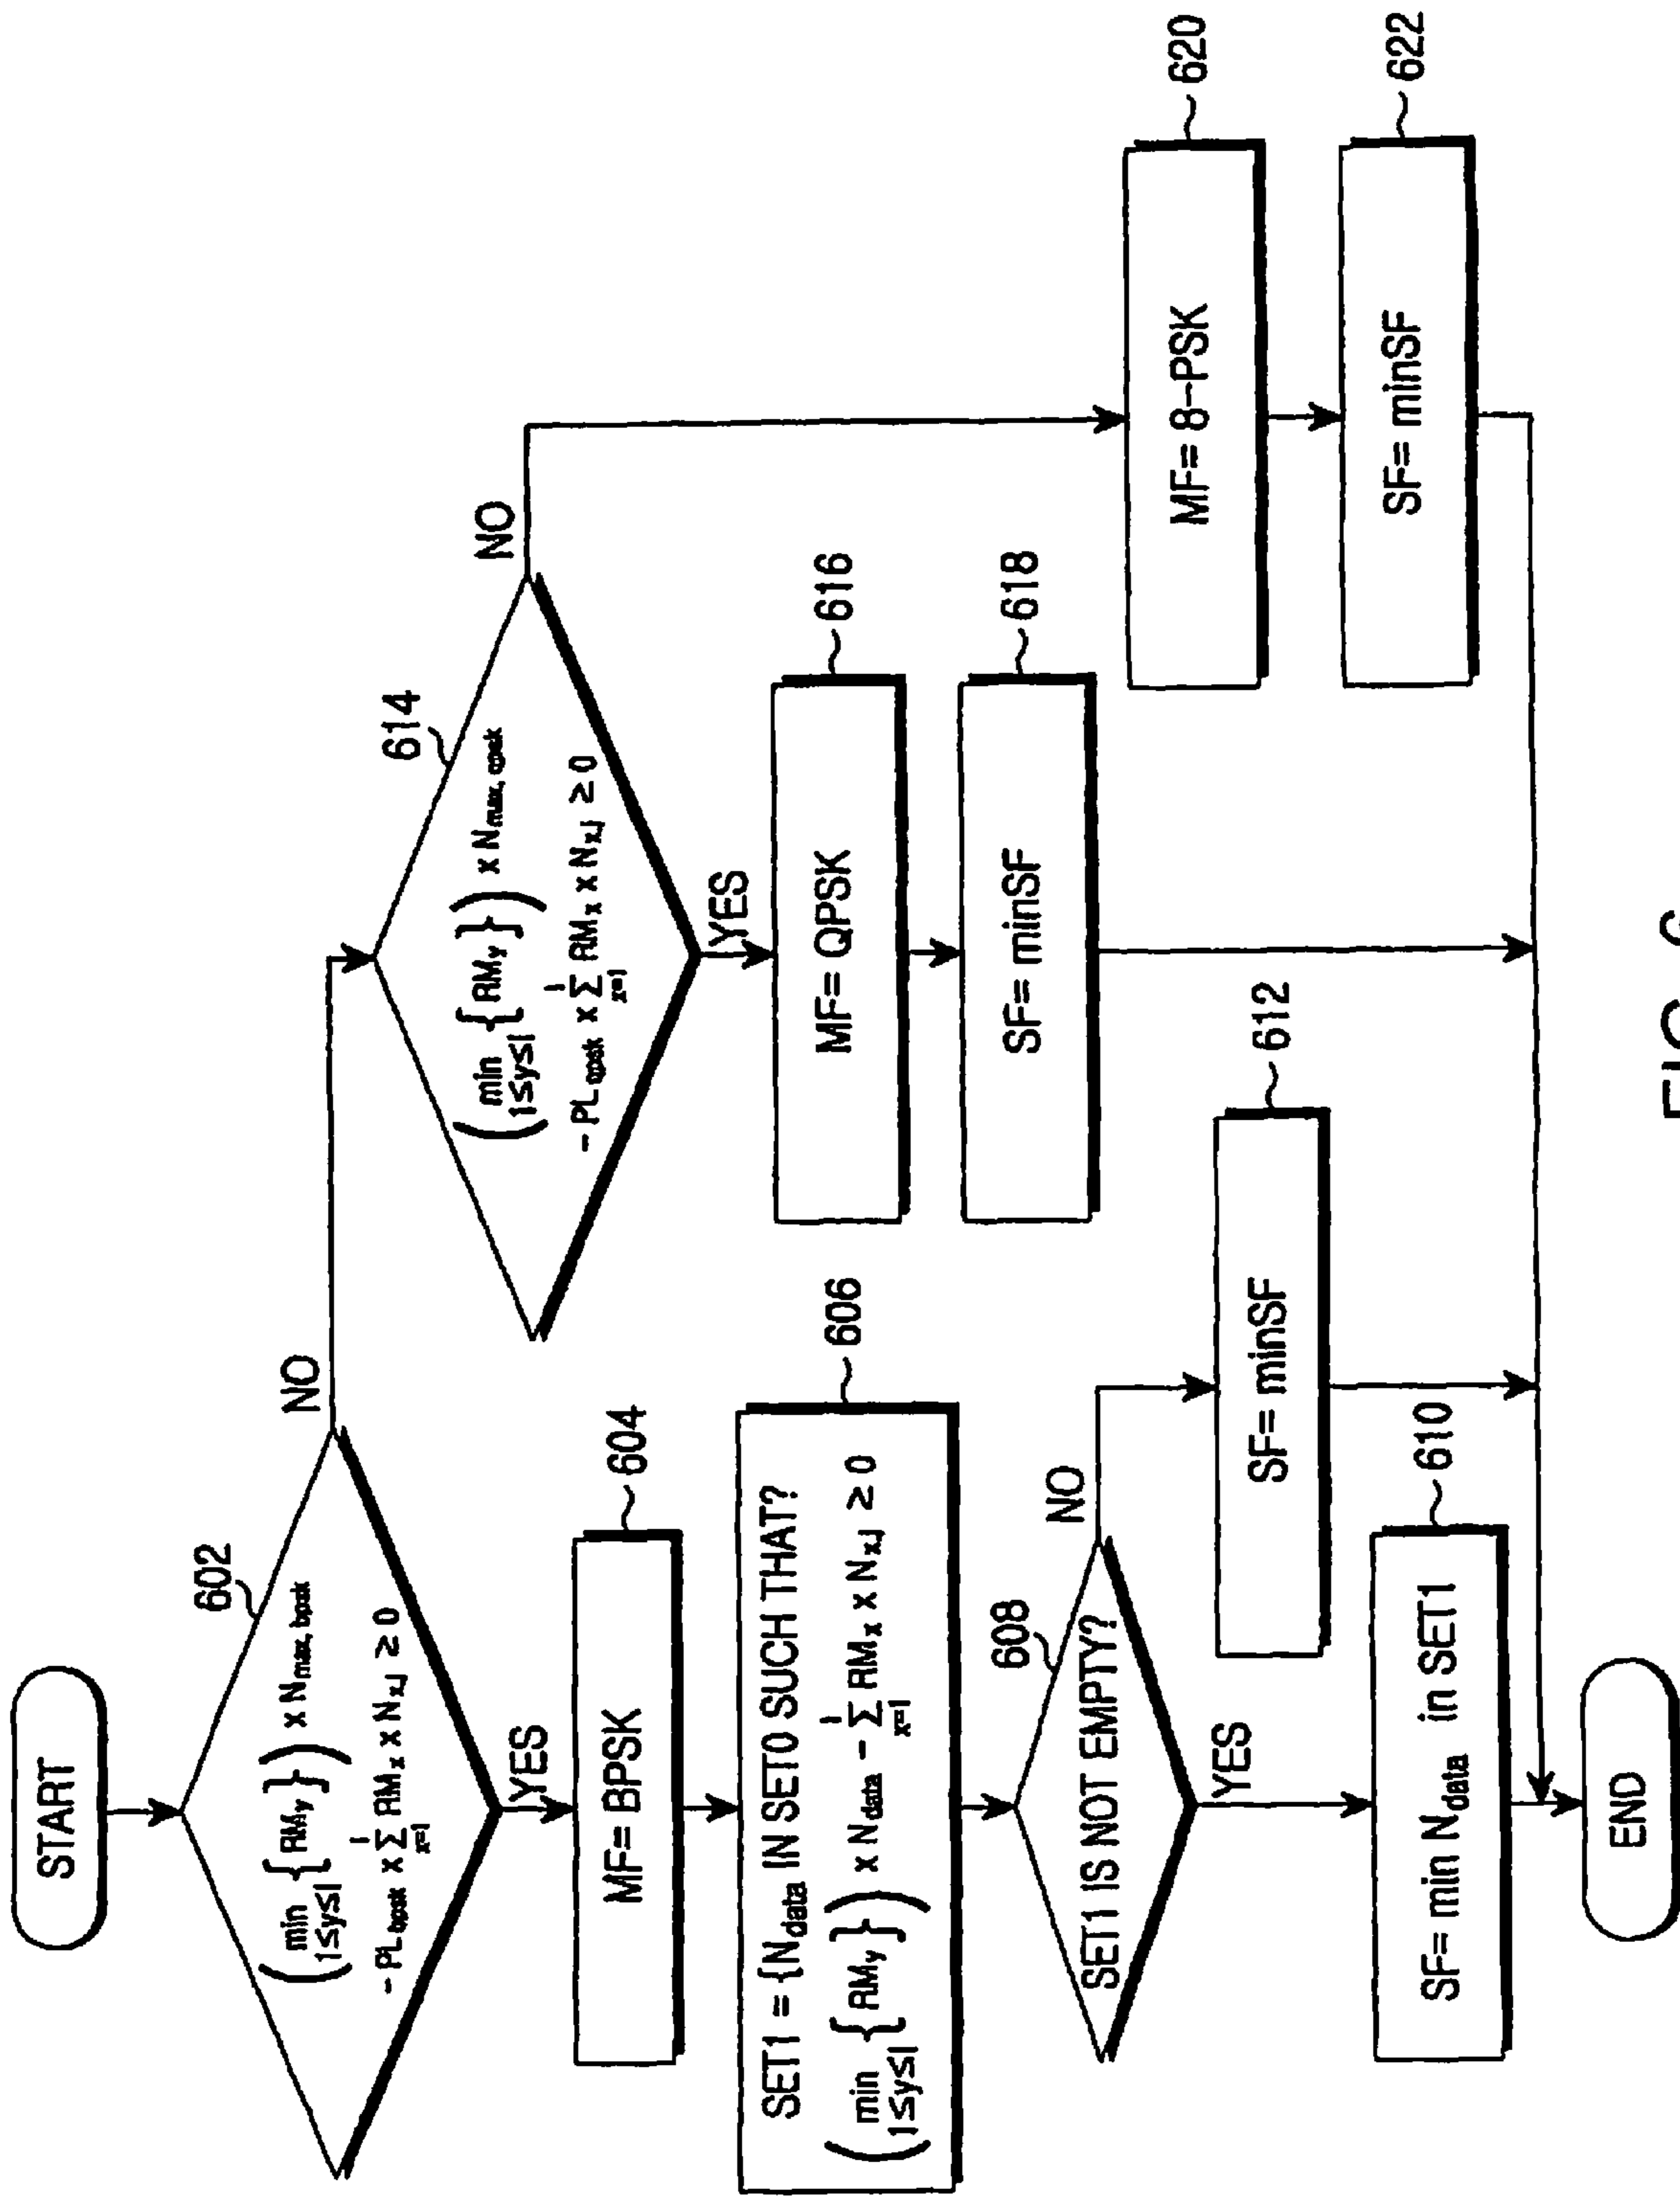 START
602
( min { RMy } ) x Nmax, bpsk
1≤y≤I
- PLbpsk x Σ RMx x Nx,j ≥ 0
I
x=1
NO
YES
MF= BPSK
604
SET1 = {Ndata IN SET0 SUCH THAT?
( min { RMy } ) x Ndata - Σ RMx x Nx,j ≥ 0
1≤y≤I
I
x=1
606
608
SET1 IS NOT EMPTY?
NO
YES
SF= minSF
612
SF= min Ndata in SET1
610
614
( min { RMy } ) x Nmax, qpsk
1≤y≤I
- PLqpsk x Σ RMx x Nx,j ≥ 0
I
x=1
NO
YES
MF= QPSK
616
SF= minSF
618
MF= 8-PSK
620
SF= minSF
622
END